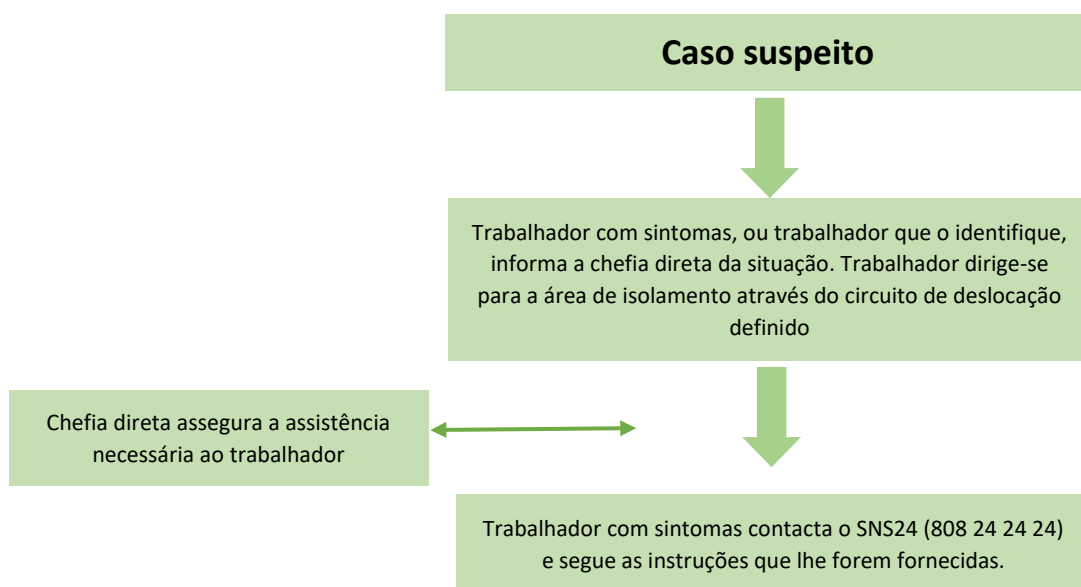 Caso suspeito
Trabalhador com sintomas, ou trabalhador que o identifique,
informa a chefia direta da situação. Trabalhador dirige-se
para a área de isolamento através do circuito de deslocação
definido
Chefia direta assegura a assistência
necessária ao trabalhador
Trabalhador com sintomas contacta o SNS24 (808 24 24 24)
e segue as instruções que lhe forem fornecidas.